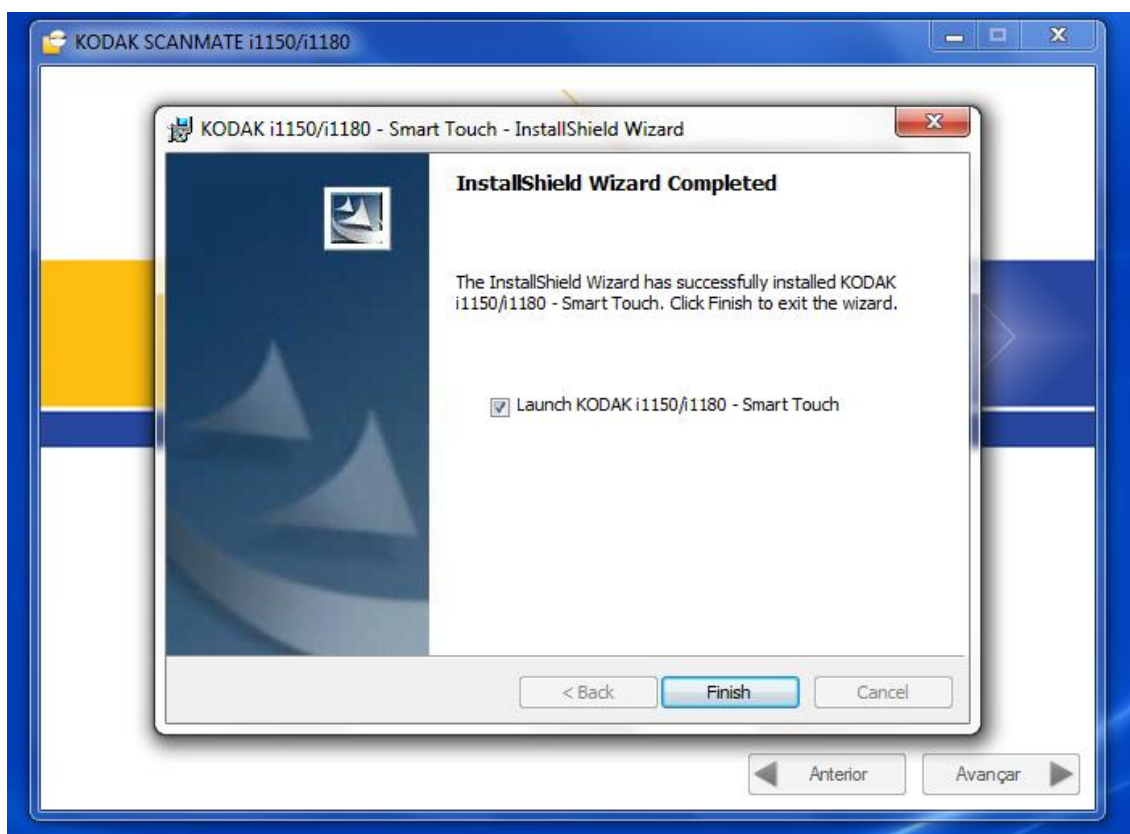 KODAK SCANMATE i1150/i1180
KODAK i1150/i1180 - Smart Touch - InstallShield Wizard
InstallShield Wizard Completed
The InstallShield Wizard has successfully installed KODAK
i1150/i1180 - Smart Touch. Click Finish to exit the wizard.
Launch KODAK i1150/i1180 - Smart Touch
< Back
Finish
Cancel
Anterior
Avançar